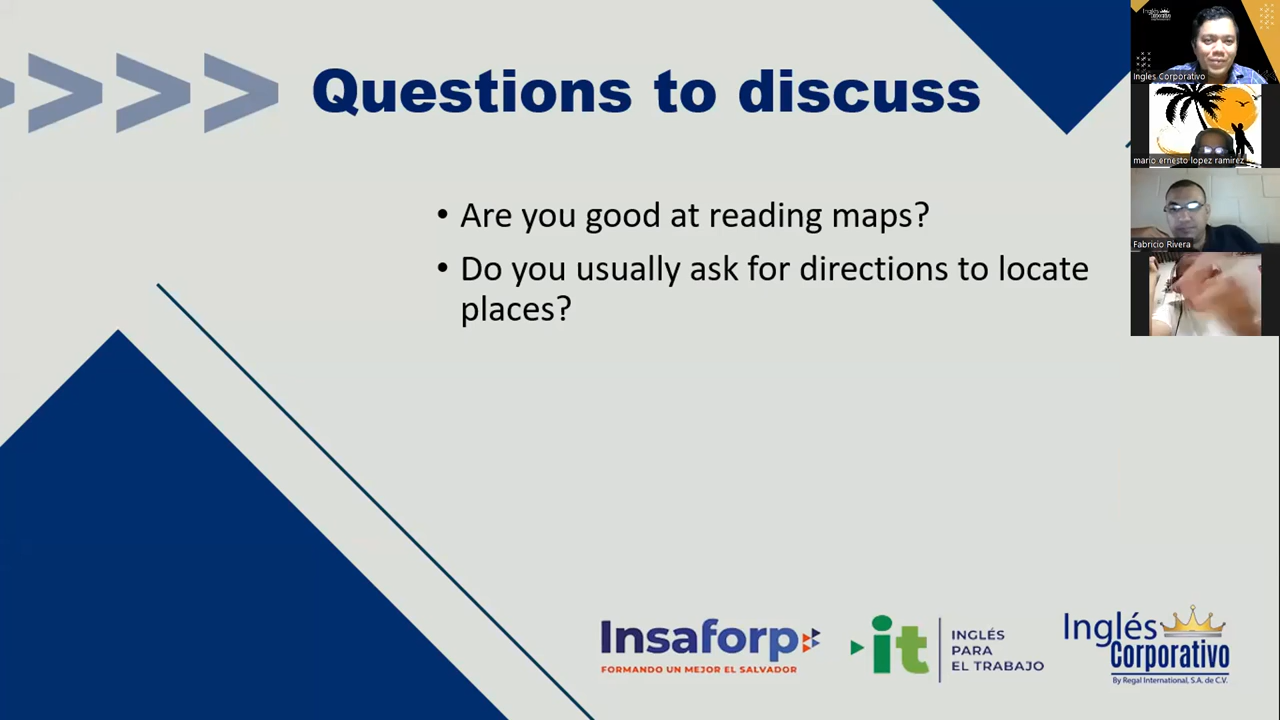 Questions to discuss
• Are you good at reading maps?
• Do you usually ask for directions to locate
places?
Insaforp
FORMANDO UN MEJOR EL SALVADOR
it
INGLÉS
PARA
EL TRABAJO
Inglés
Corporativo
By Regal International, S.A. de C.V.
Inglés
Corporativo
Ingles Corporativo
mario ernesto lopez ramirez
Fabricio Rivera